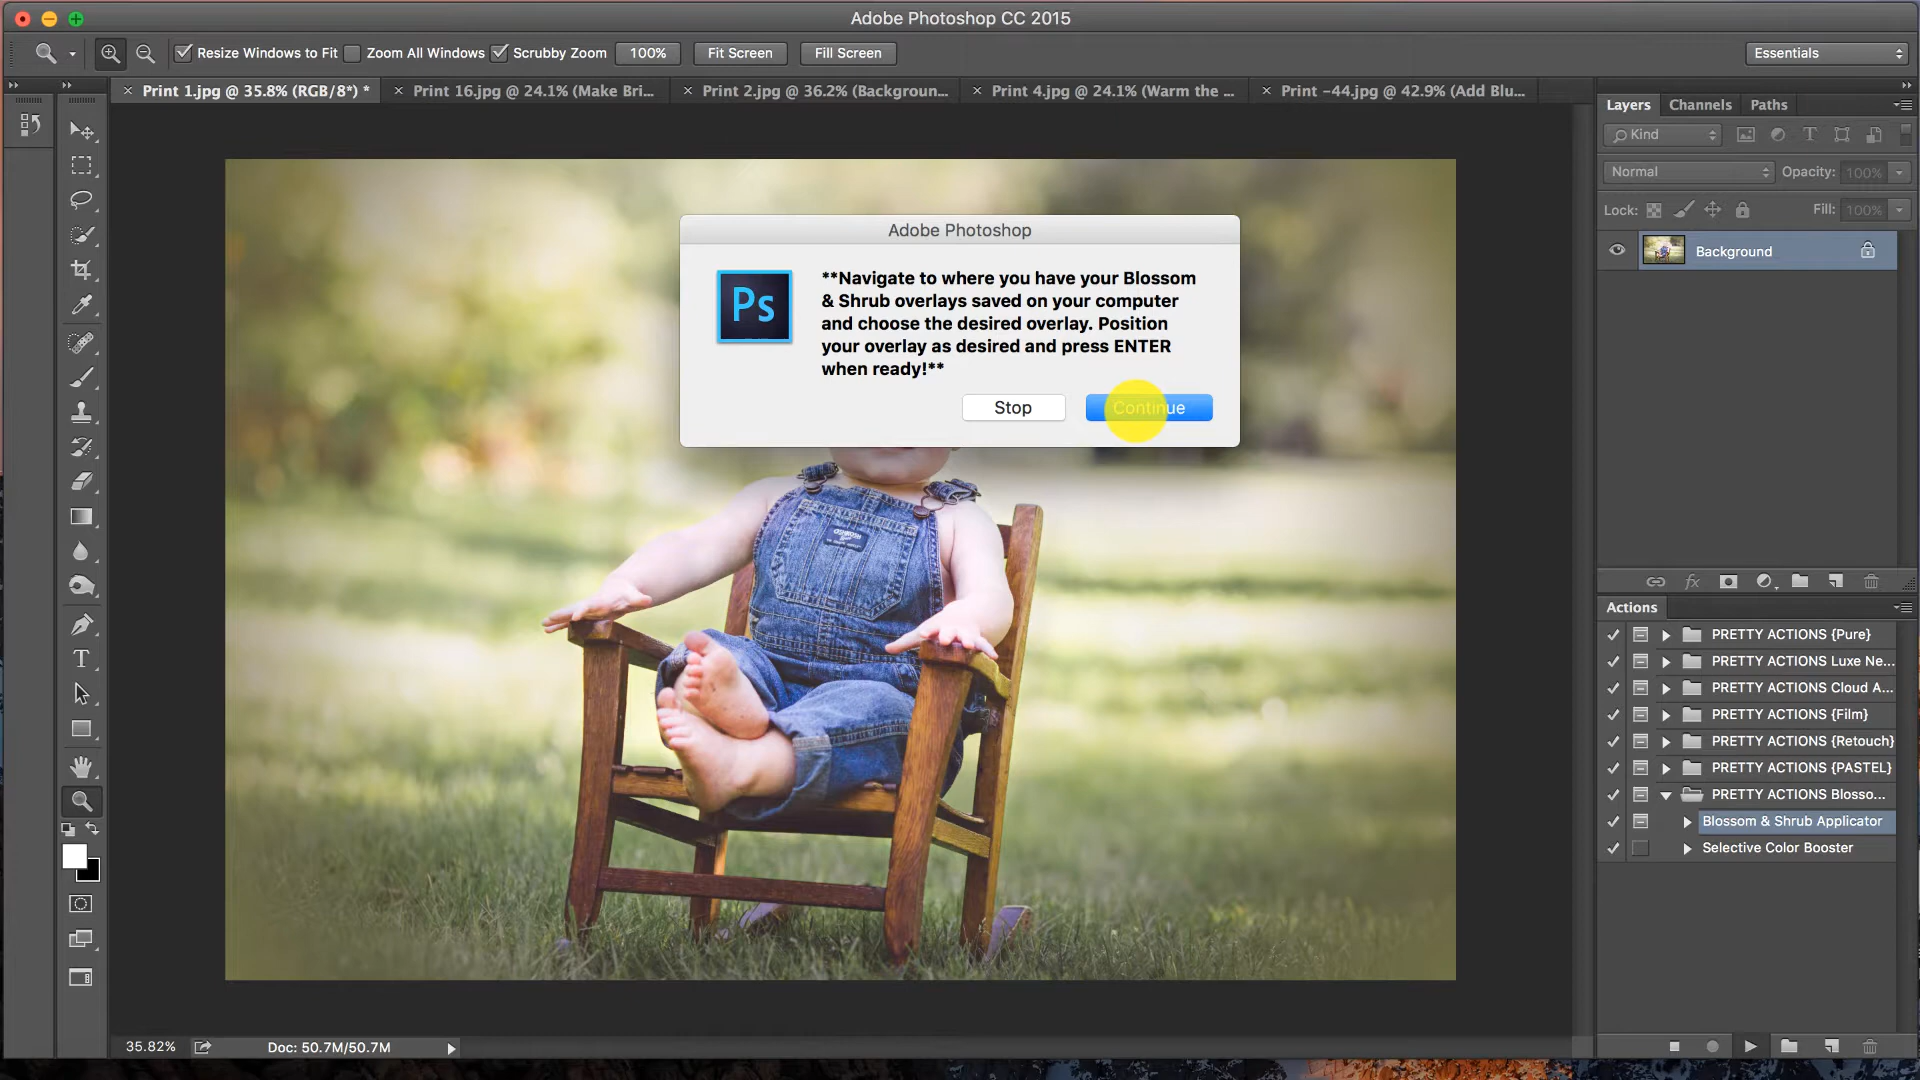 Adobe Photoshop CC 2015
Resize Windows to Fit Zoom All Windows Scrubby Zoom 100% Fit Screen Fill Screen Essentials
Print 1.jpg @ 35.8% (RGB/8*) * Print 16.jpg @ 24.1% (Make Bri... Print 2.jpg @ 36.2% (Backgroun... Print 4.jpg @ 24.1% (Warm the ... Print -44.jpg @ 42.9% (Add Blu...
Layers Channels Paths
Kind
Normal Opacity: 100%
Lock: Fill: 100%
Background
Adobe Photoshop
Ps
**Navigate to where you have your Blossom
& Shrub overlays saved on your computer
and choose the desired overlay. Position
your overlay as desired and press ENTER
when ready!**
Stop Continue
fx
Actions
PRETTY ACTIONS {Pure}
PRETTY ACTIONS Luxe Ne...
PRETTY ACTIONS Cloud A...
PRETTY ACTIONS {Film}
PRETTY ACTIONS {Retouch}
PRETTY ACTIONS {PASTEL}
PRETTY ACTIONS Blosso...
Blossom & Shrub Applicator
Selective Color Booster
35.82% Doc: 50.7M/50.7M